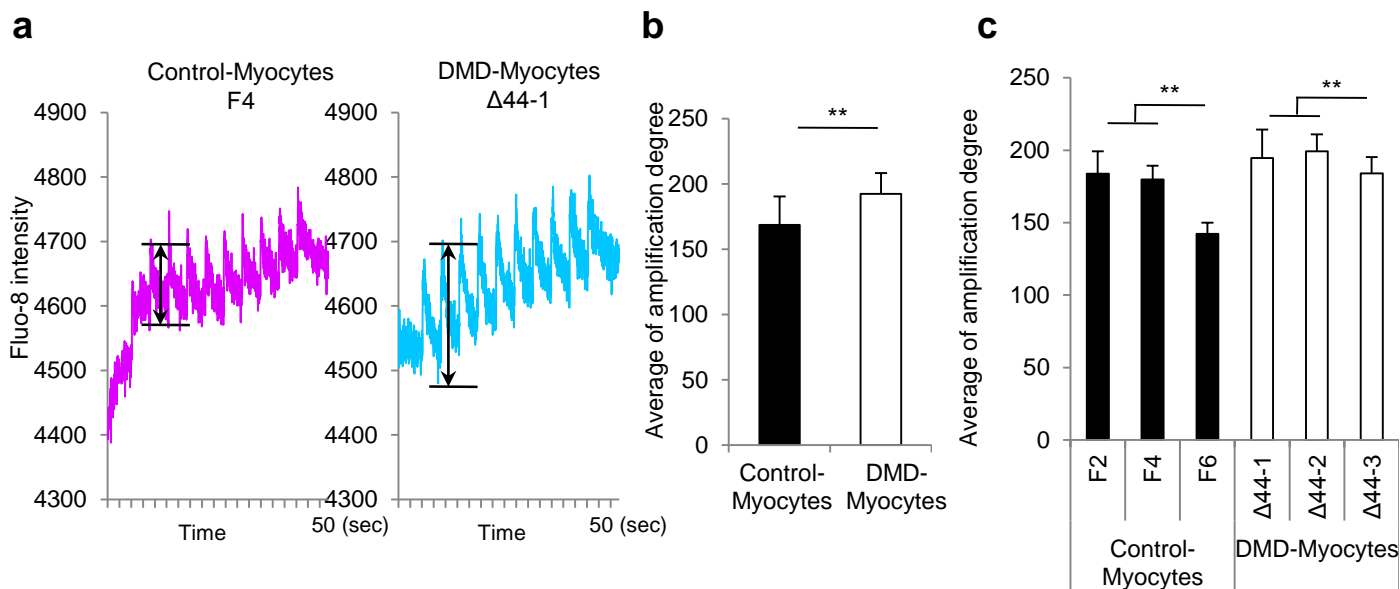 a
Control-Myocytes
F4
DMD-Myocytes
Δ44-1
Fluo-8 intensity
4900
4800
4700
4600
4500
4400
4300
Time
50 (sec)
4900
4800
4700
4600
4500
4400
4300
Time
50 (sec)
b
Average of amplification degree
250
200
150
100
50
0
**
Control-
Myocytes
DMD-
Myocytes
c
Average of amplification degree
250
200
150
100
50
0
**
**
F2
F4
F6
Δ44-1
Δ44-2
Δ44-3
Control-
Myocytes
DMD-Myocytes